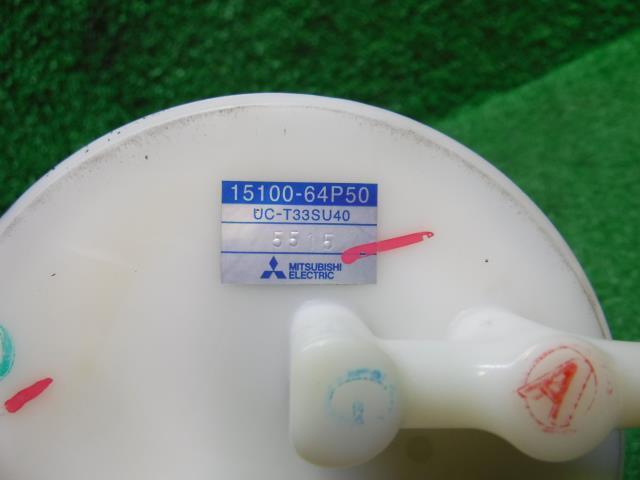 15100-64P50
UC-T33SU40
5515
MITSUBISHI
ELECTRIC
A